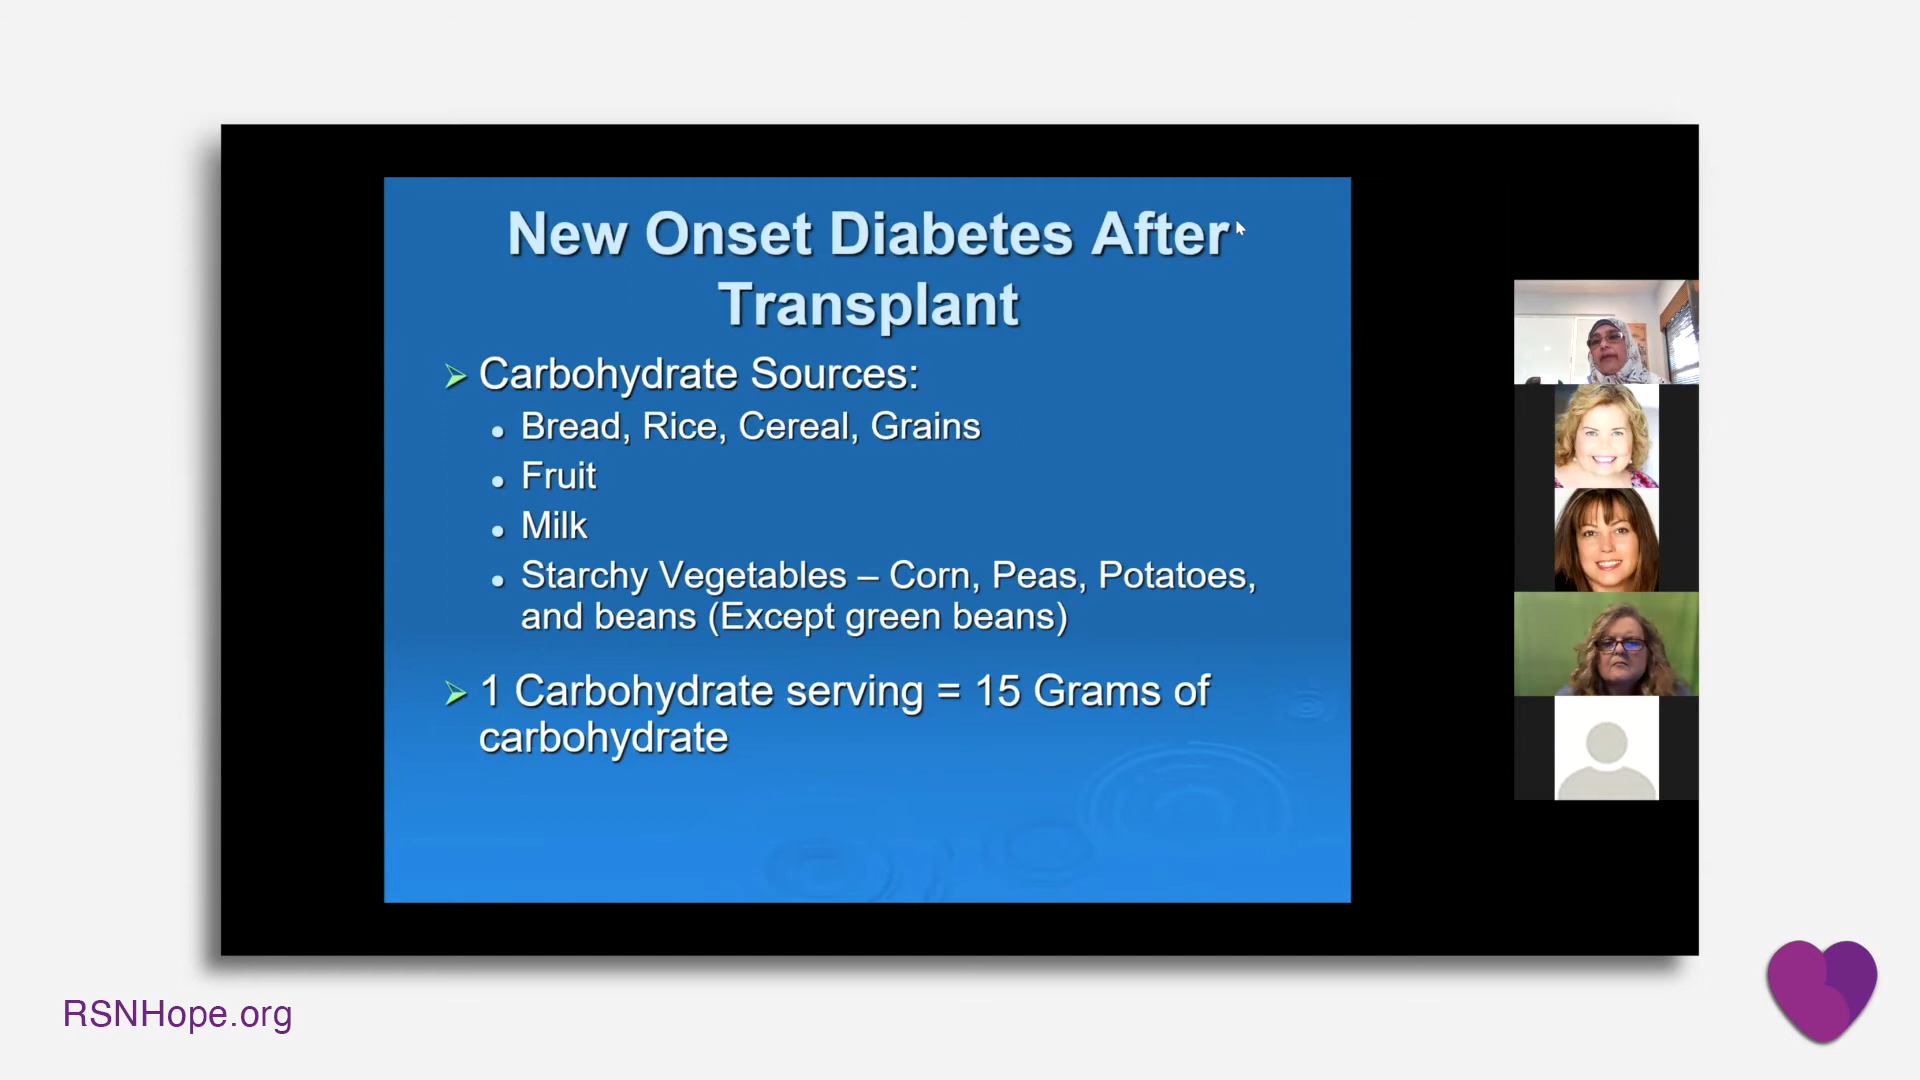 New Onset Diabetes After
Transplant
Carbohydrate Sources:
Bread, Rice, Cereal, Grains
Fruit
Milk
Starchy Vegetables – Corn, Peas, Potatoes,
and beans (Except green beans)
1 Carbohydrate serving = 15 Grams of
carbohydrate
RSNHope.org